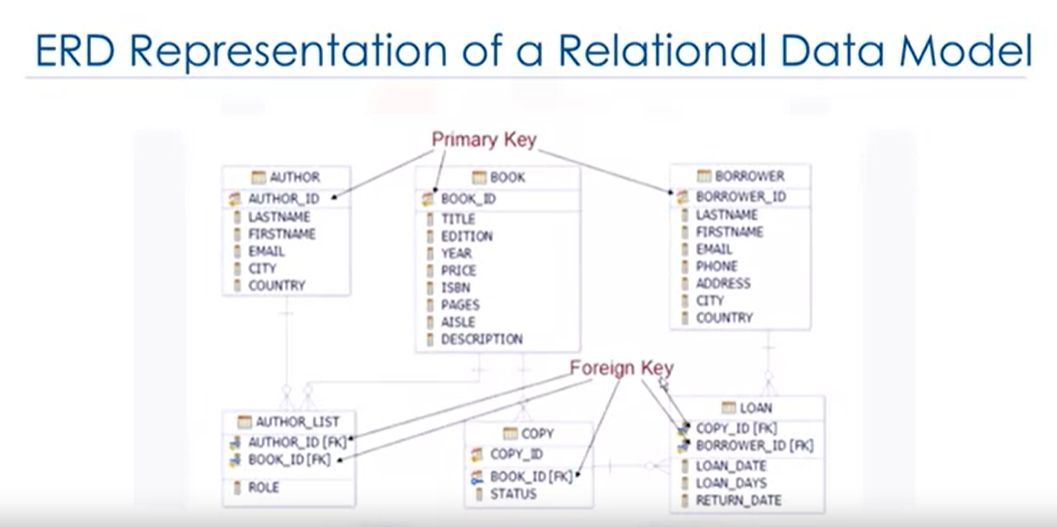 ERD Representation of a Relational Data Model
Primary Key
AUTHOR
AUTHOR_ID
LASTNAME
FIRSTNAME
EMAIL
CITY
COUNTRY
BOOK
BOOK_ID
TITLE
EDITION
YEAR
PRICE
ISBN
PAGES
AISLE
DESCRIPTION
BORROWER
BORROWER_ID
LASTNAME
FIRSTNAME
EMAIL
PHONE
ADDRESS
CITY
COUNTRY
Foreign Key
AUTHOR_LIST
AUTHOR_ID [FK]
BOOK_ID [FK]
ROLE
COPY
COPY_ID
BOOK_ID [FK]
STATUS
LOAN
COPY_ID [FK]
BORROWER_ID [FK]
LOAN_DATE
LOAN_DAYS
RETURN_DATE